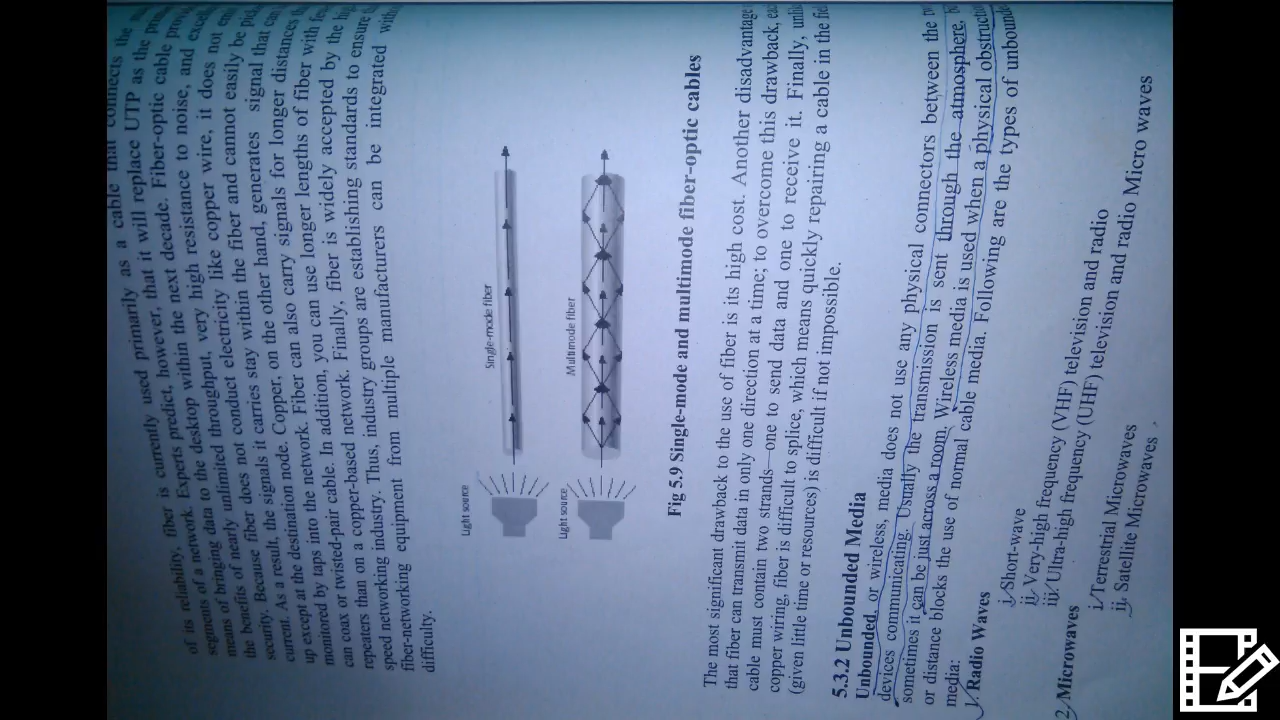 of its reliability, fiber is currently used primarily as a cable that connects the
segments of a network. Experts predict, however, that it will replace UTP as the
means of bringing data to the desktop within the next decade. Fiber-optic cable
the benefits of nearly unlimited throughput, very high resistance to noise, and
security. Because fiber does not conduct electricity like copper wire, it does not
current. As a result, the signals it carries stay within the fiber and cannot easily be
up except at the destination node. Copper, on the other hand, generates signal that can
monitored by taps into the network. Fiber can also carry signals for longer distances
can coax or twisted-pair cable. In addition, you can use longer lengths of fiber with
repeaters than on a copper-based network. Finally, fiber is widely accepted by the
speed networking industry. Thus, industry groups are establishing standards to ensure
fiber-networking equipment from multiple manufacturers can be integrated
difficulty.
Light source
Single-mode fiber
Light source
Multimode fiber
Fig 5.9 Single-mode and multimode fiber-optic cables
The most significant drawback to the use of fiber is its high cost. Another disadvantage
that fiber can transmit data in only one direction at a time; to overcome this drawback,
cable must contain two strands—one to send data and one to receive it. Finally,
copper wiring, fiber is difficult to splice, which means quickly repairing a cable in the
(given little time or resources) is difficult if not impossible.
5.3.2 Unbounded Media
Unbounded, or wireless, media does not use any physical connectors between the
devices communicating. Usually the transmission is sent through the atmosphere,
sometimes it can be just across a room. Wireless media is used when a physical
or distance blocks the use of normal cable media. Following are the types of
media:
1. Radio Waves
i. Short-wave
ii. Very-high frequency (VHF) television and radio
iii. Ultra-high frequency (UHF) television and radio Micro waves
2. Microwaves
i. Terrestrial Microwaves
ii. Satellite Microwaves